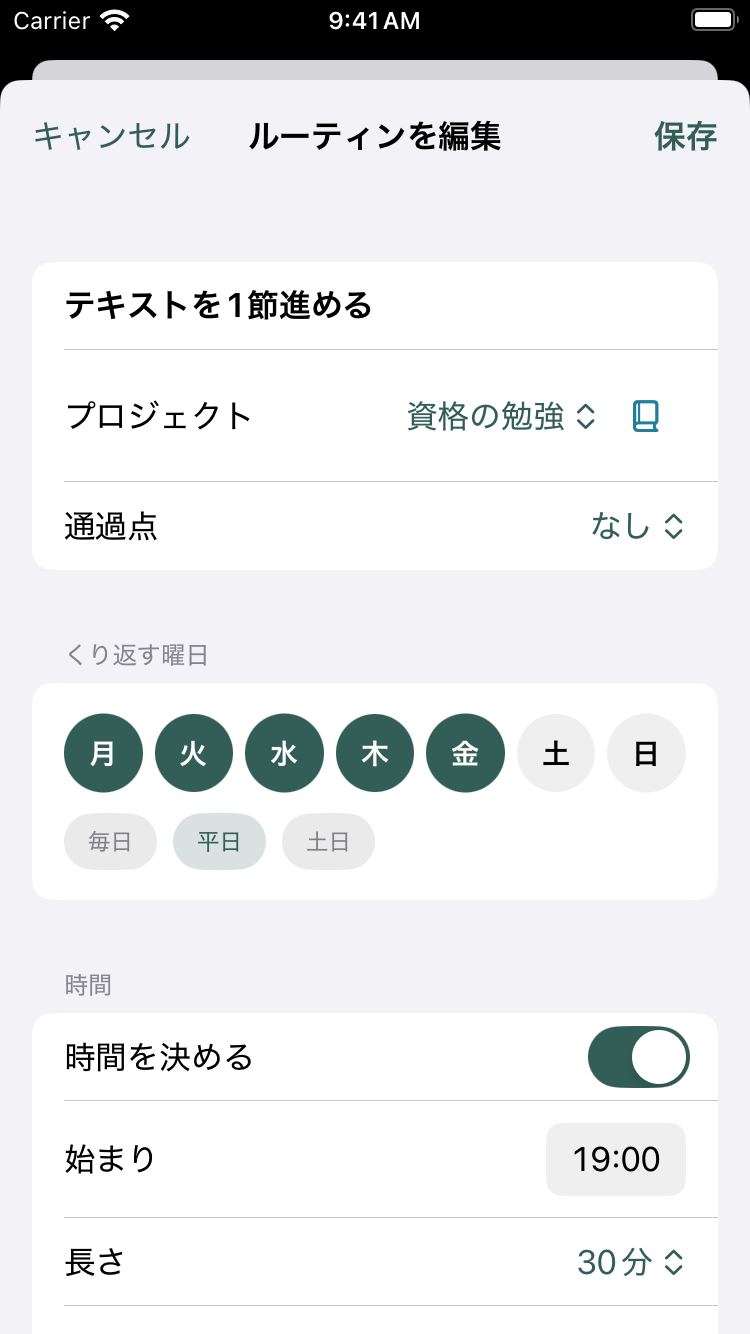 Carrier 9:41 AM
キャンセル ルーティンを編集 保存
テキストを1節進める
プロジェクト 資格の勉強
通過点 なし
くり返す曜日
月 火 水 木 金 土 日
毎日 平日 土日
時間
時間を決める
始まり 19:00
長さ 30分